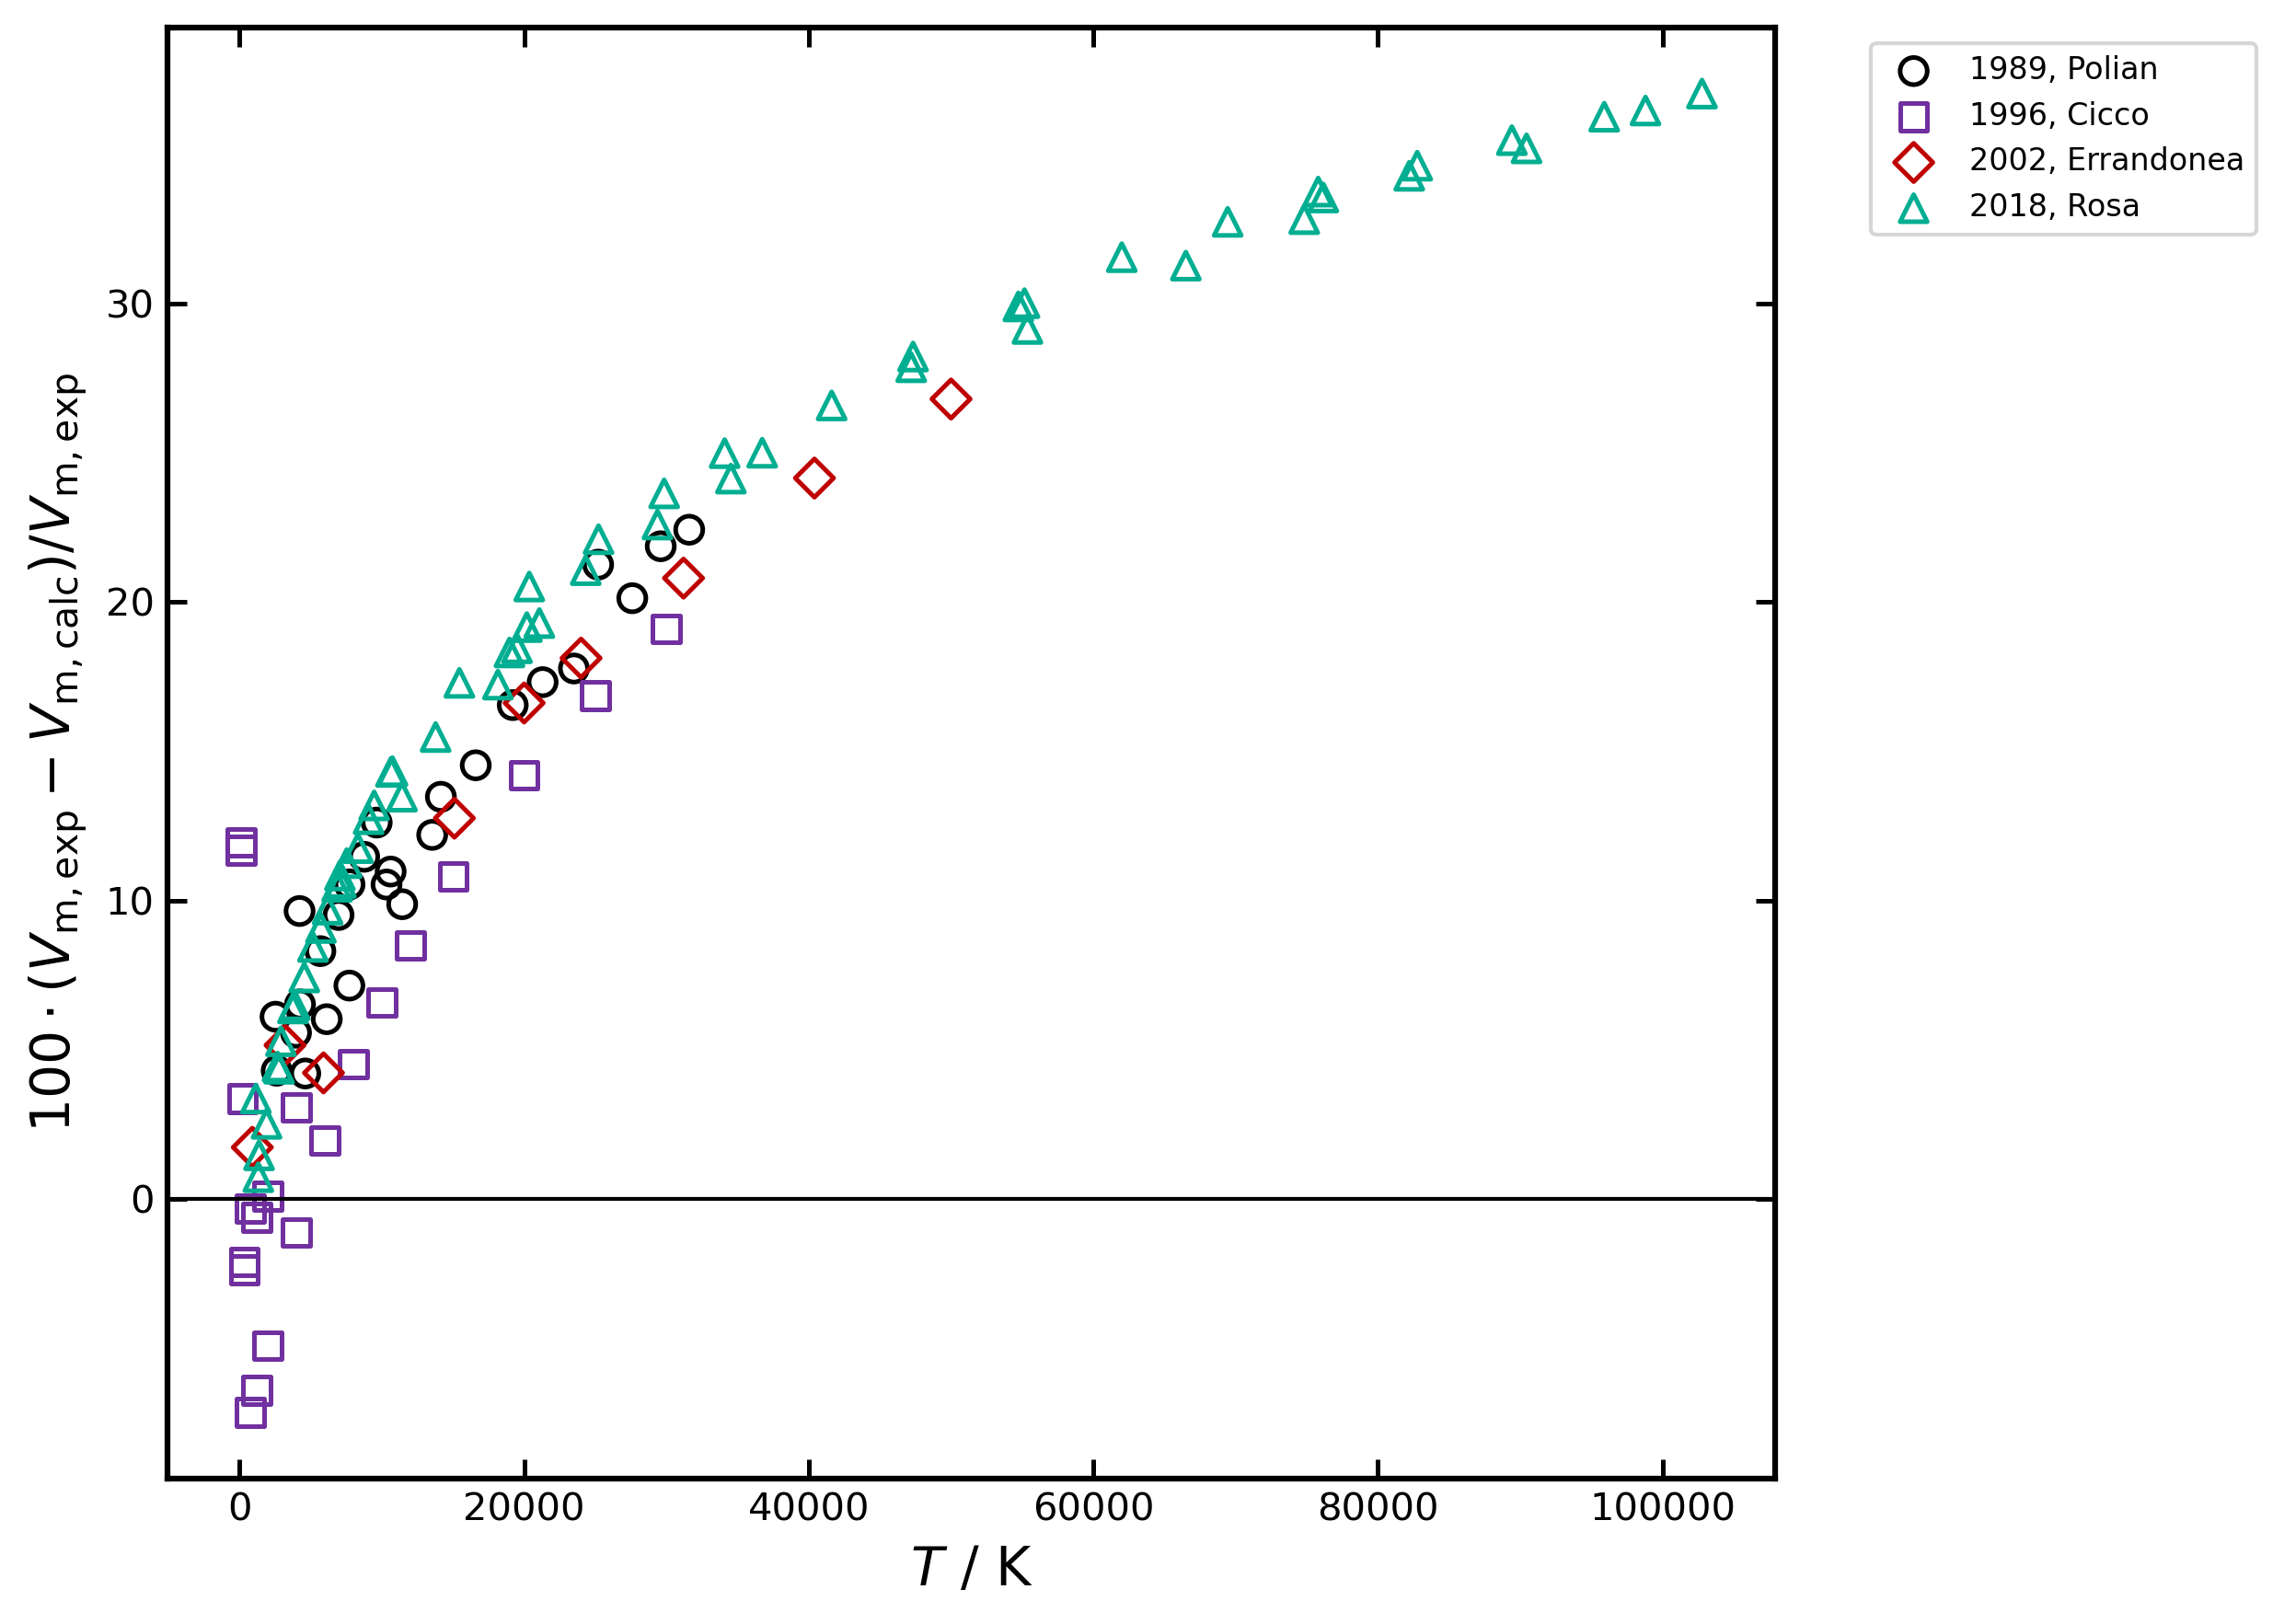 1989, Polian
1996, Cicco
2002, Errandonea
2018, Rosa
100 · (Vm,exp − Vm,calc)/Vm,exp
30
20
10
0
0 20000 40000 60000 80000 100000
T / K